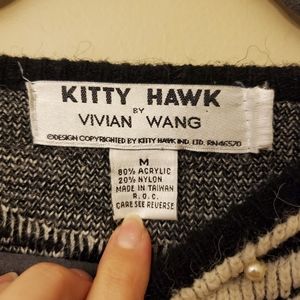 KITTY HAWK
BY
VIVIAN WANG
©DESIGN COPYRIGHTED BY KITTY HAWK IND. LTD. RN46570
M
80% ACRYLIC
20% NYLON
MADE IN TAIWAN
R.O.C.
CARE SEE REVERSE